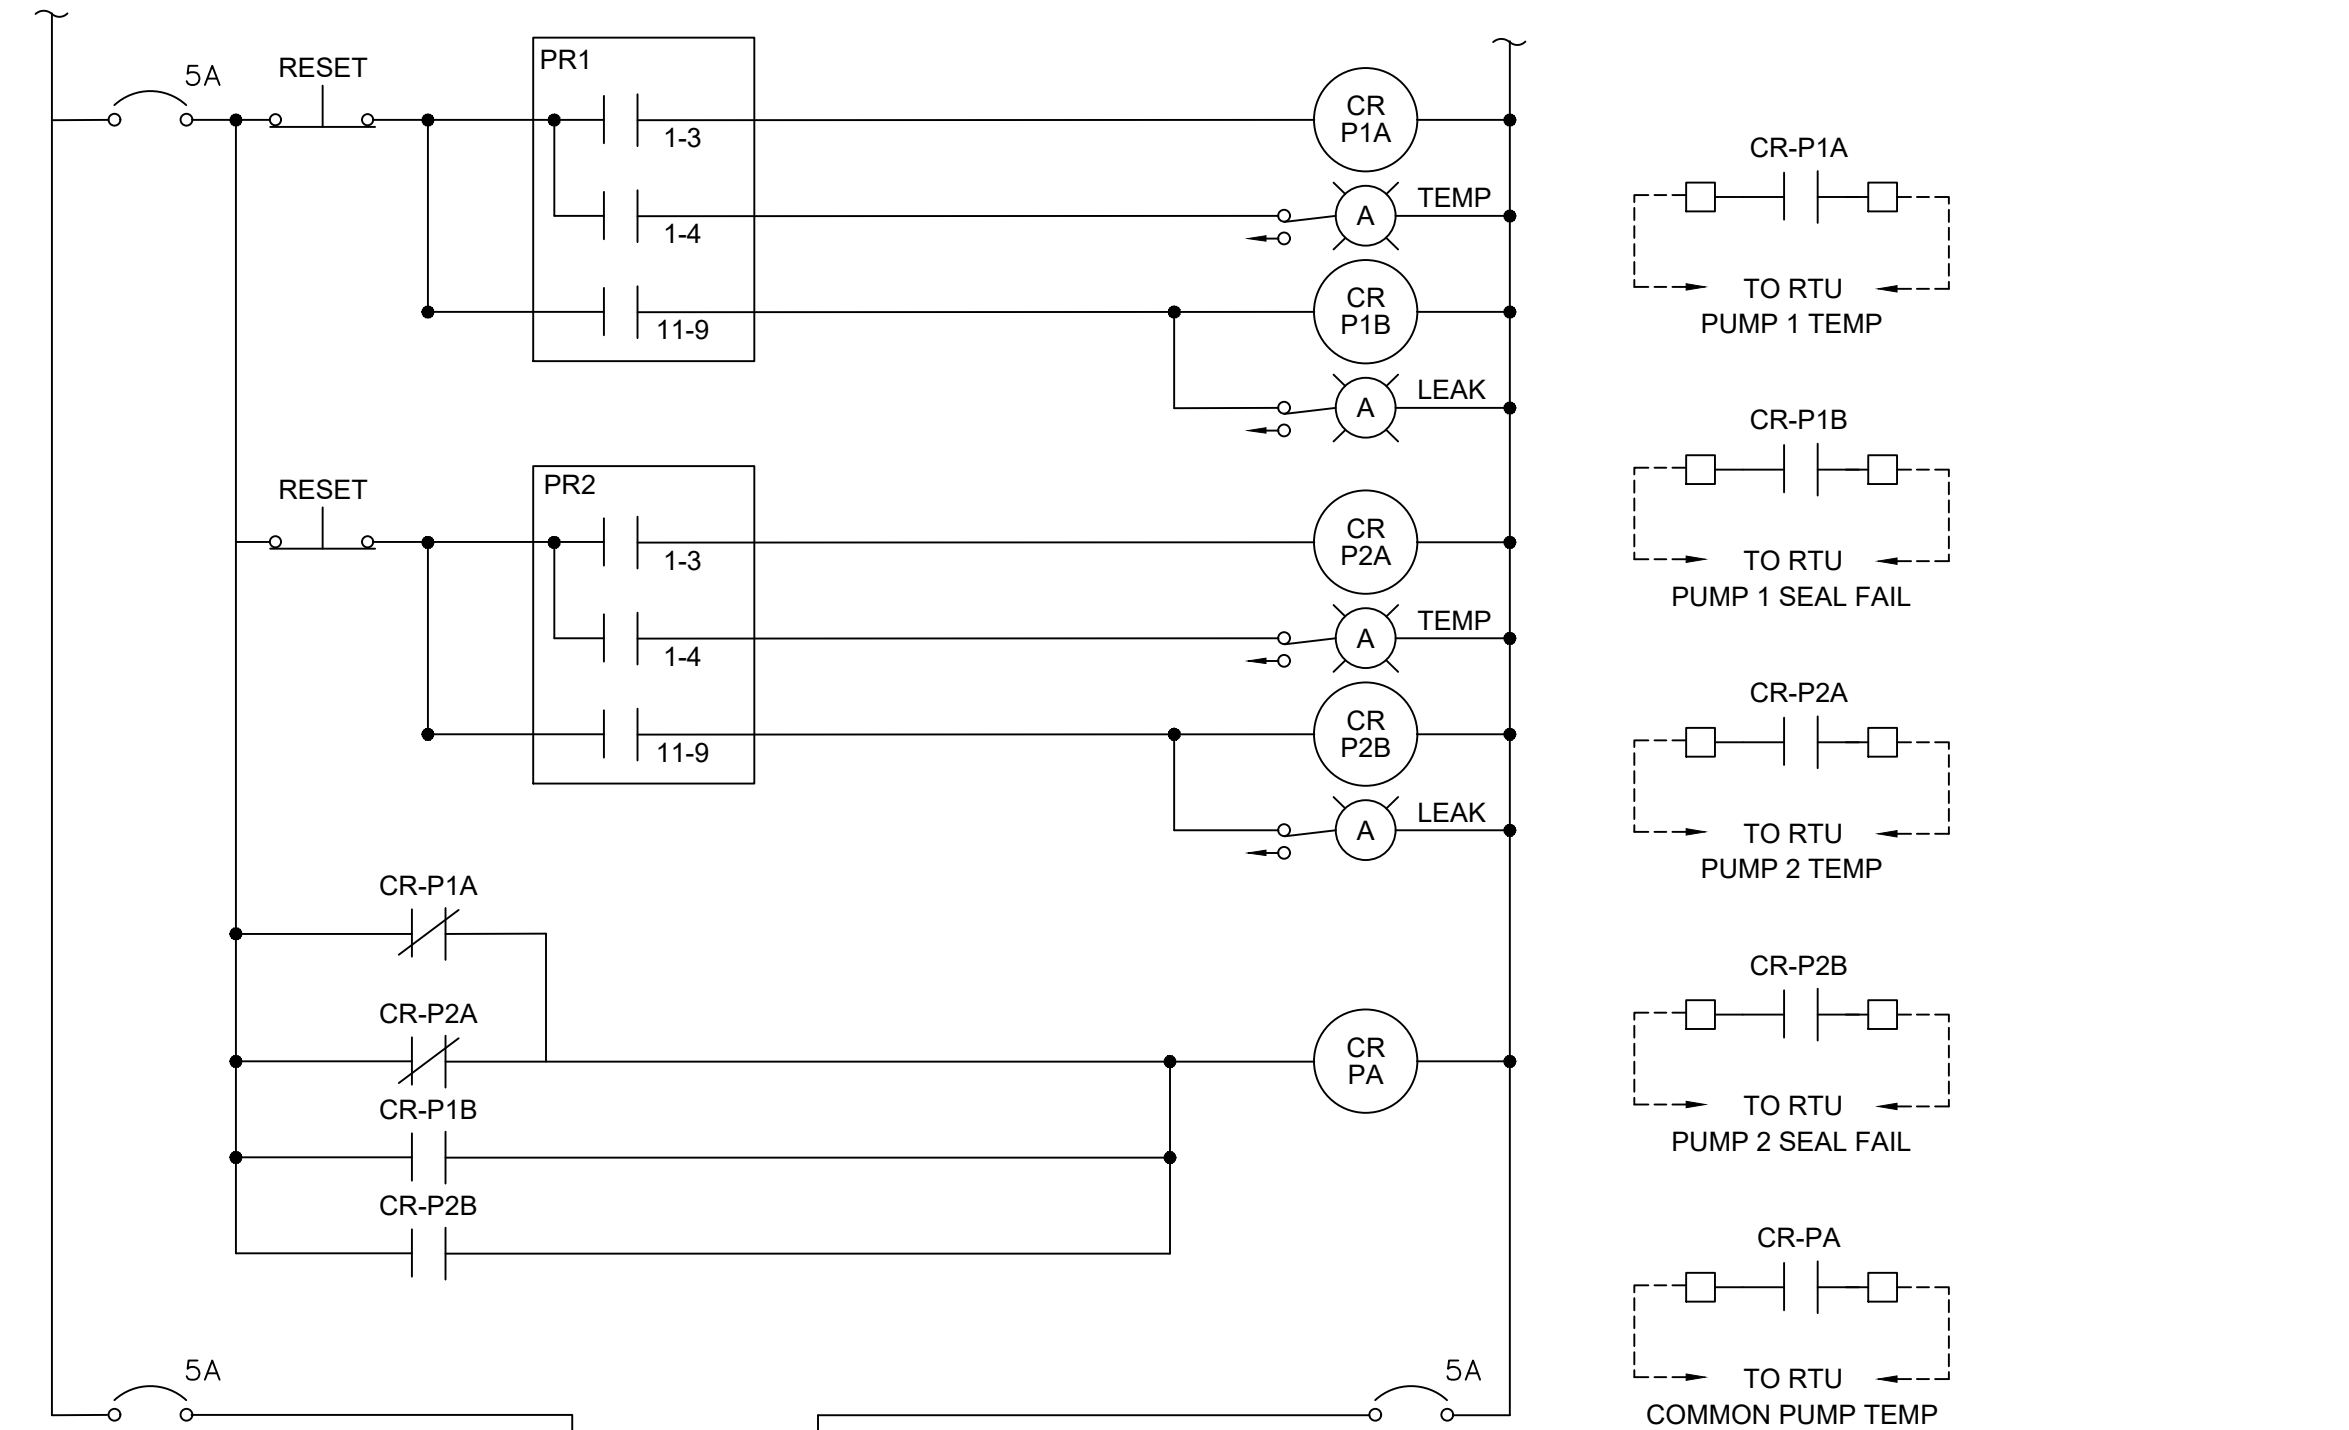 5A
RESET
PR1
1-3
CR
P1A
1-4
A
TEMP
11-9
CR
P1B
A
LEAK
RESET
PR2
1-3
CR
P2A
1-4
A
TEMP
11-9
CR
P2B
A
LEAK
CR-P1A
CR-P2A
CR
PA
CR-P1B
CR-P2B
5A
5A
CR-P1A
TO RTU
PUMP 1 TEMP
CR-P1B
TO RTU
PUMP 1 SEAL FAIL
CR-P2A
TO RTU
PUMP 2 TEMP
CR-P2B
TO RTU
PUMP 2 SEAL FAIL
CR-PA
TO RTU
COMMON PUMP TEMP